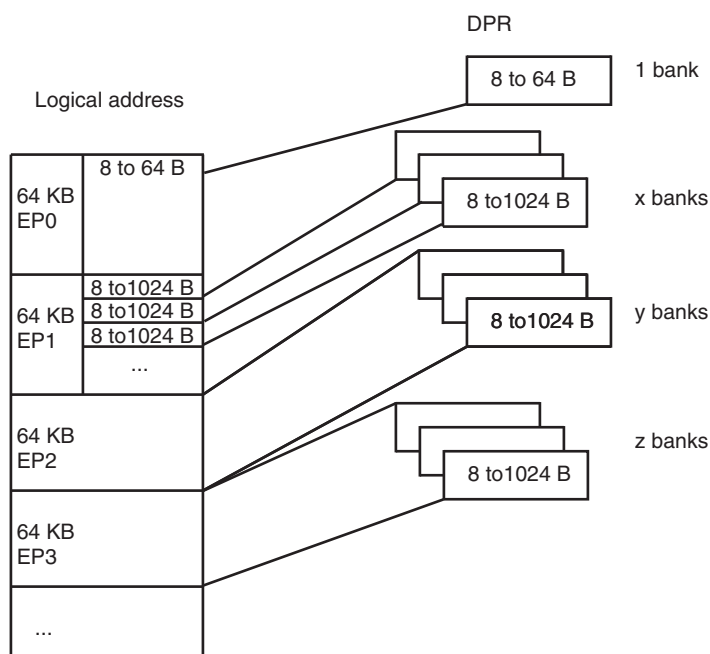 DPR
8 to 64 B
1 bank
Logical address
8 to 64 B
64 KB
EP0
8 to1024 B
x banks
8 to1024 B
8 to1024 B
8 to1024 B
64 KB
EP1
...
8 to1024 B
y banks
64 KB
EP2
8 to1024 B
z banks
64 KB
EP3
...